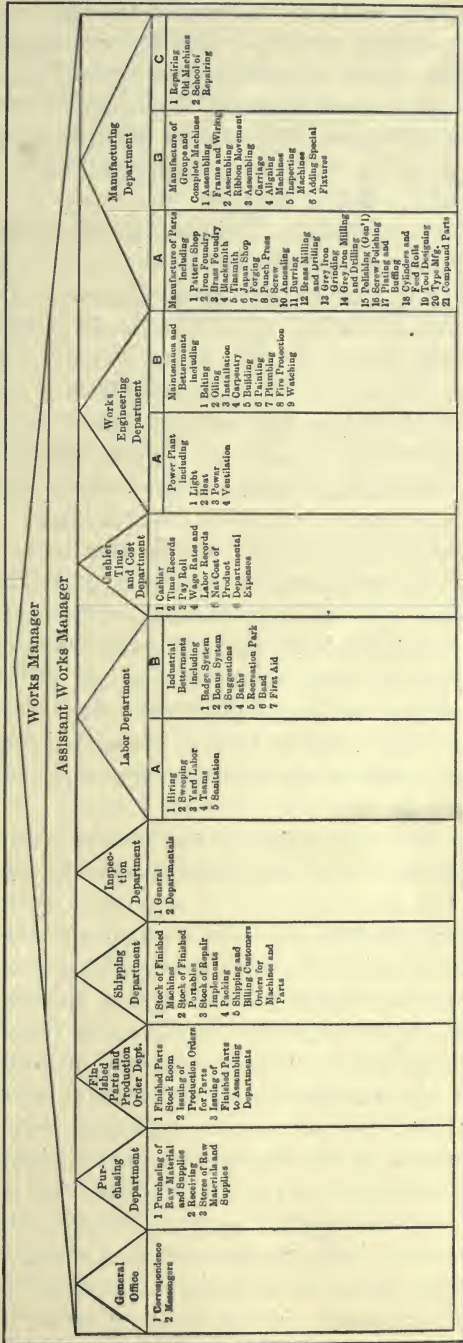 Works Manager
Assistant Works Manager
General
Office
1 Correspondence
2 Messengers
Pur-
chasing
Department
1 Purchasing of
Raw Material
and Supplies
2 Receiving
3 Stores of Raw
Materials and
Supplies
Fin-
ished
Parts and
Production
Order Dept.
1 Finished Parts
Stock Room
2 Issuing of
Production Orders
for Parts
3 Issuing of
Finished Parts
to Assembling
Departments
Shipping
Department
1 Stock of Finished
Machines
2 Stock of Finished
Portables
3 Stock of Repair
Implements
4 Packing
5 Shipping and
Billing Customers
Orders for
Machines and
Parts
Inspec-
tion
Department
1 General
2 Departmentals
Labor Department
A
1 Hiring
2 Sweeping
3 Yard Labor
4 Teams
5 Sanitation
B
Industrial
Betterments
including
1 Badge System
2 Bonus System
3 Suggestions
4 Baths
5 Recreation Park
6 Band
7 First Aid
Cashier
Time
and Cost
Department
1 Cashier
2 Time Records
3 Pay Roll
4 Wage Rates and
Labor Records
5 Net Cost of
Product
6 Departmental
Expenses
Works
Engineering
Department
A
Power Plant
including
1 Light
2 Heat
3 Power
4 Ventilation
B
Maintenance and
Betterments
including
1 Belting
2 Oiling
3 Installation
4 Carpentry
5 Building
6 Painting
7 Plumbing
8 Fire Protection
9 Watching
Manufacturing
Department
A
Manufacture of Parts
including
1 Pattern Shop
2 Iron Foundry
3 Brass Foundry
4 Blacksmith
5 Tinsmith
6 Japan Shop
7 Forging
8 Punch Press
9 Screw
10 Annealing
11 Burring
12 Brass Milling
and Drilling
13 Grey Iron
Grinding
14 Grey Iron Milling
and Drilling
15 Polishing (Gen'l)
16 Screw Polishing
17 Plating and
Buffing
18 Cylinders and
Feed Rolls
19 Tool Designing
20 Type Mfg.
21 Compound Parts
B
Manufacture of
Groups and
Complete Machines
1 Assembling
Frame and Wiring
2 Assembling
Ribbon Movement
3 Assembling
Carriage
4 Aligning
Machines
5 Inspecting
Machines
6 Adding Special
Fixtures
C
1 Repairing
Old Machines
2 School of
Repairing